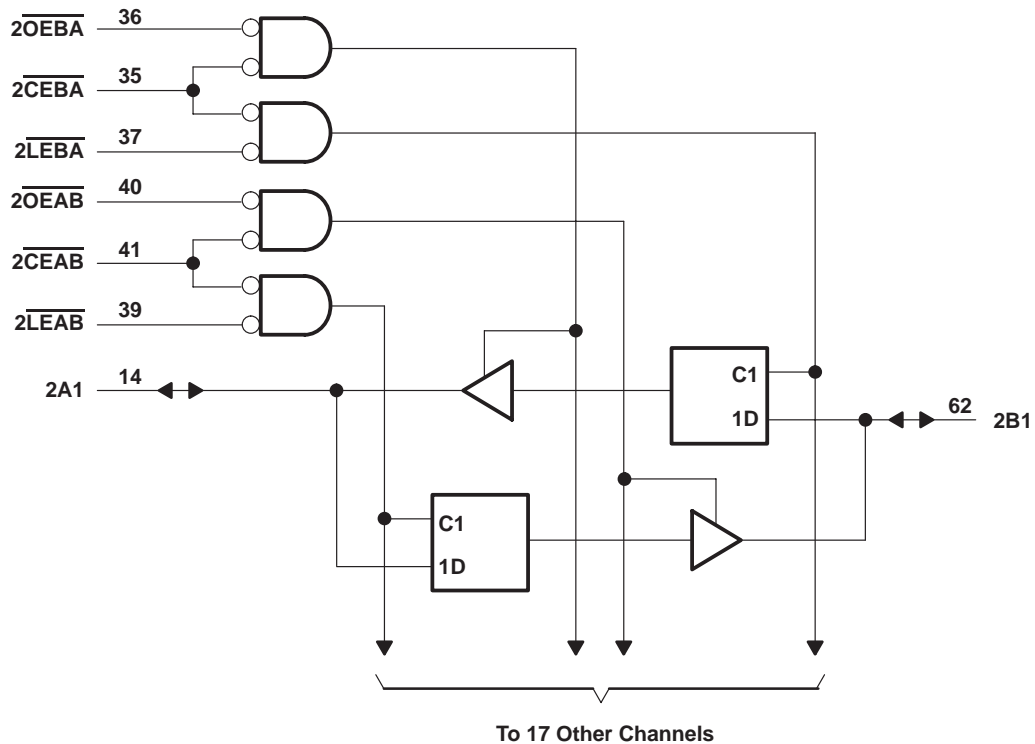 2OEBA 36
2CEBA 35
2LEBA 37
2OEAB 40
2CEAB 41
2LEAB 39
2A1 14
C1
1D
62 2B1
C1
1D
To 17 Other Channels